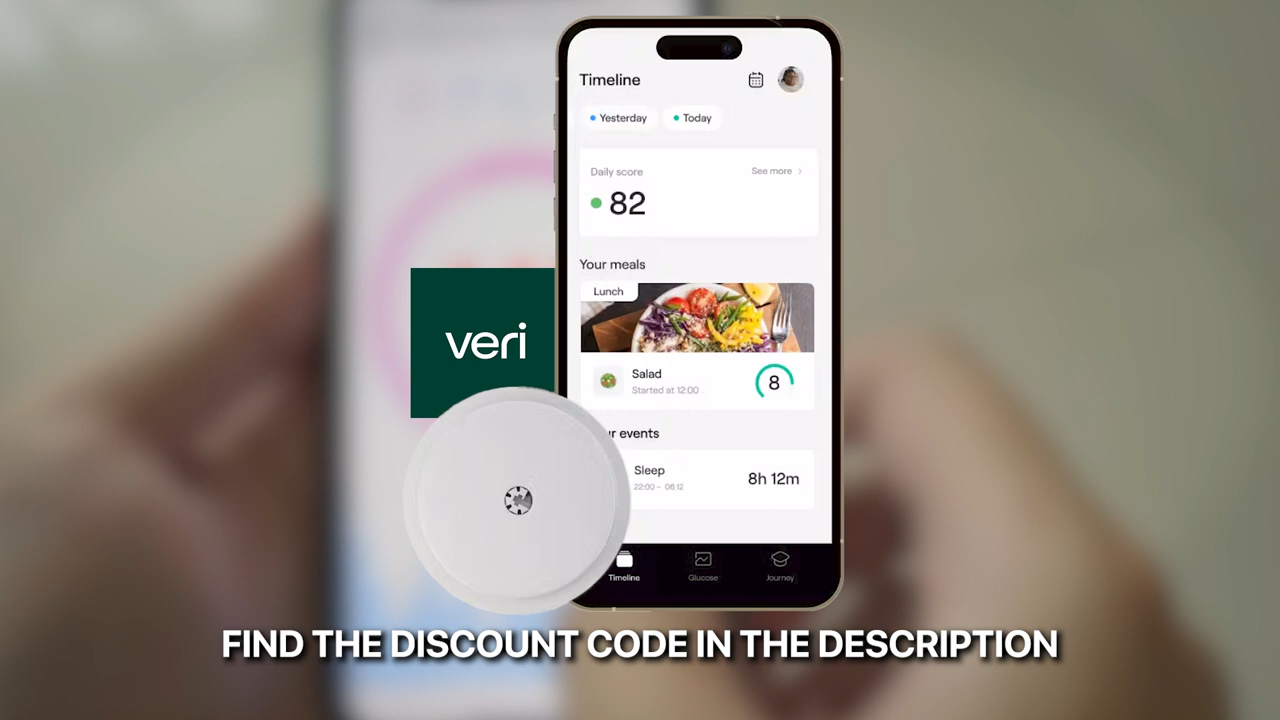 Timeline
Yesterday
Today
Daily score
See more
82
Your meals
Lunch
veri
Salad
Started at 12:00
8
ur events
Sleep
22:00 - 06:12
8h 12m
Timeline
Glucose
Journey
FIND THE DISCOUNT CODE IN THE DESCRIPTION